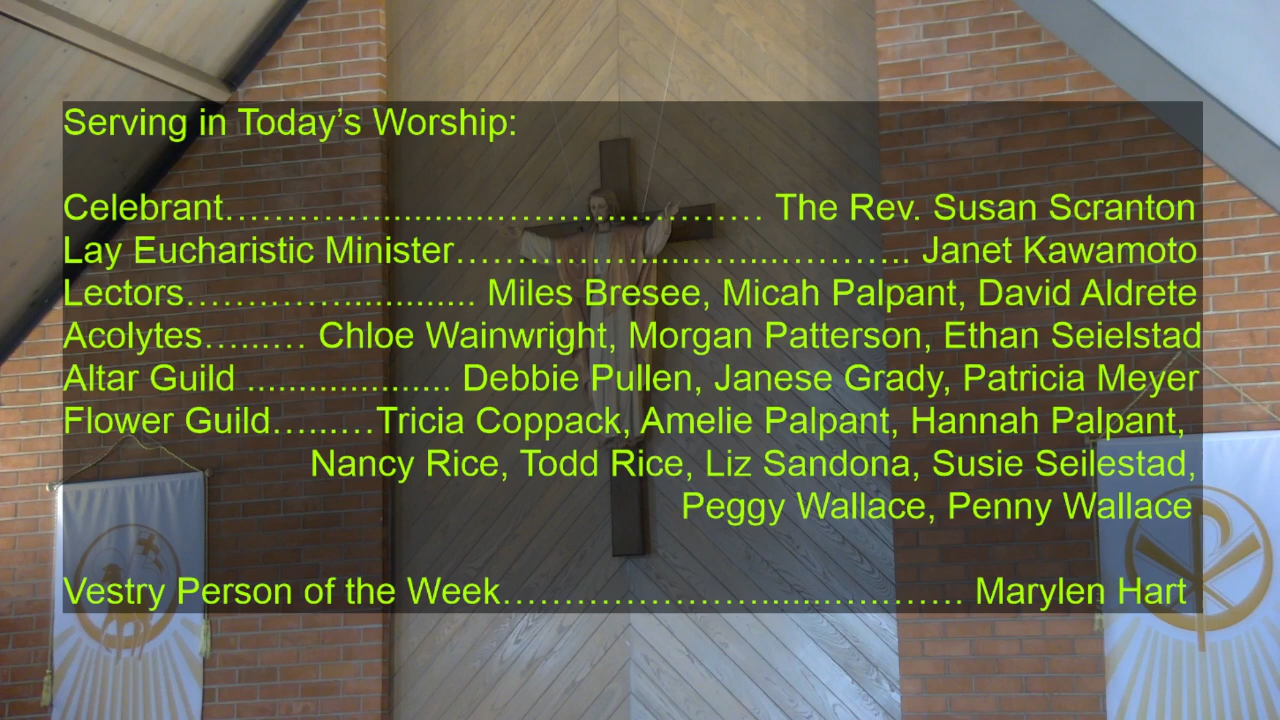 Serving in Today’s Worship:
Celebrant…………...........……….…..………… The Rev. Susan Scranton
Lay Eucharistic Minister……………….....…...………... Janet Kawamoto
Lectors…………….............. Miles Bresee, Micah Palpant, David Aldrete
Acolytes…..…. Chloe Wainwright, Morgan Patterson, Ethan Seielstad
Altar Guild .................... Debbie Pullen, Janese Grady, Patricia Meyer
Flower Guild…..….Tricia Coppack, Amelie Palpant, Hannah Palpant,
Nancy Rice, Todd Rice, Liz Sandona, Susie Seilestad,
Peggy Wallace, Penny Wallace
Vestry Person of the Week…………………….......…….…… Marylen Hart